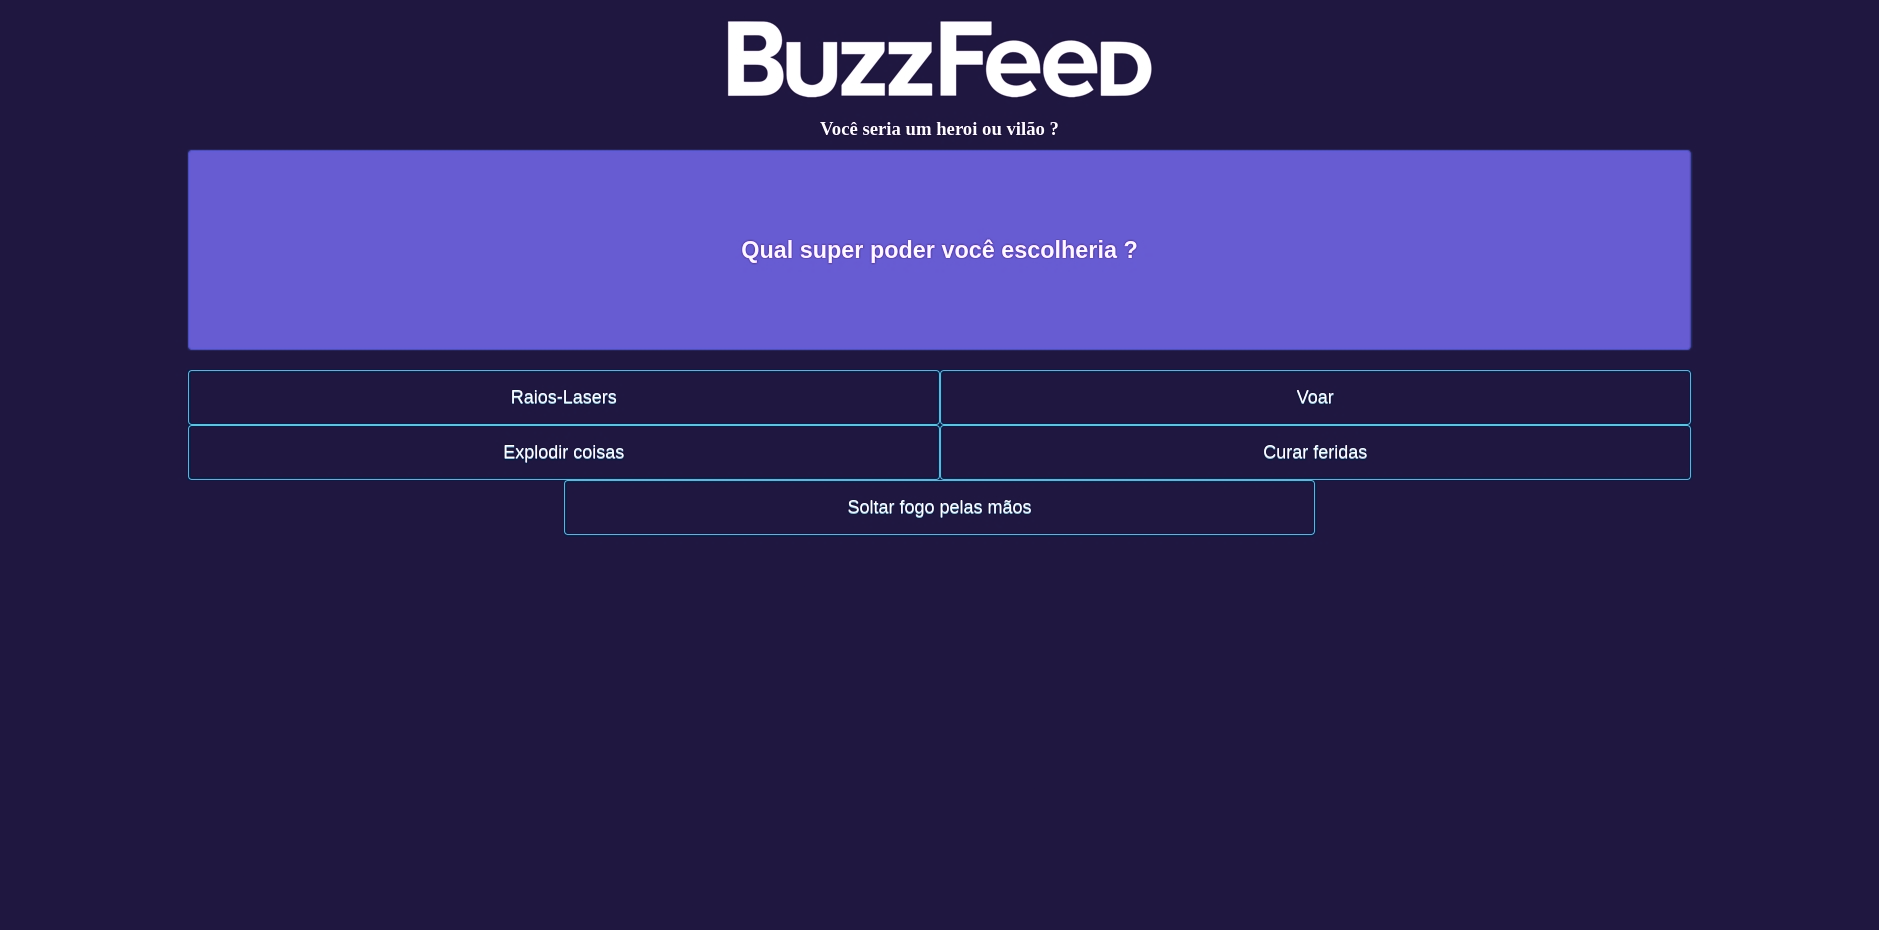 BuzzFeed
Você seria um heroi ou vilão ?
Qual super poder você escolheria ?
Raios-Lasers
Voar
Explodir coisas
Curar feridas
Soltar fogo pelas mãos